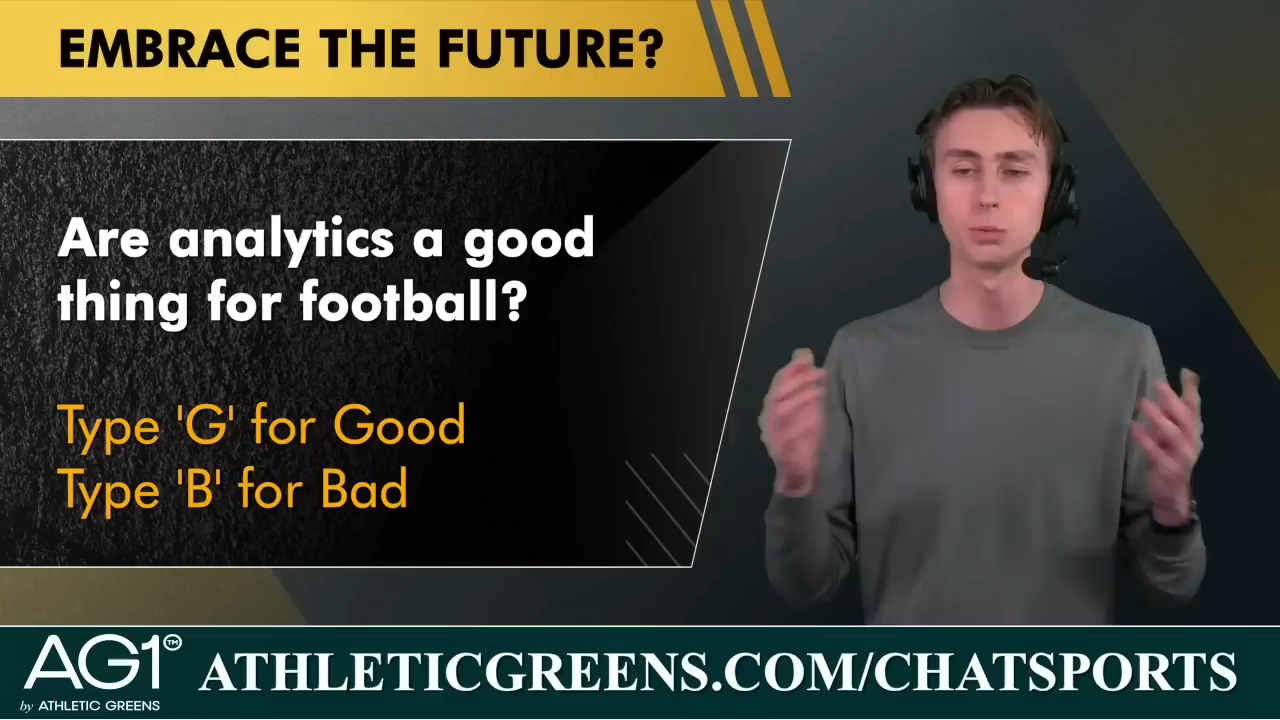 EMBRACE THE FUTURE?
Are analytics a good
thing for football?
Type 'G' for Good
Type 'B' for Bad
AG1™
by ATHLETIC GREENS
ATHLETICGREENS.COM/CHATSPORTS